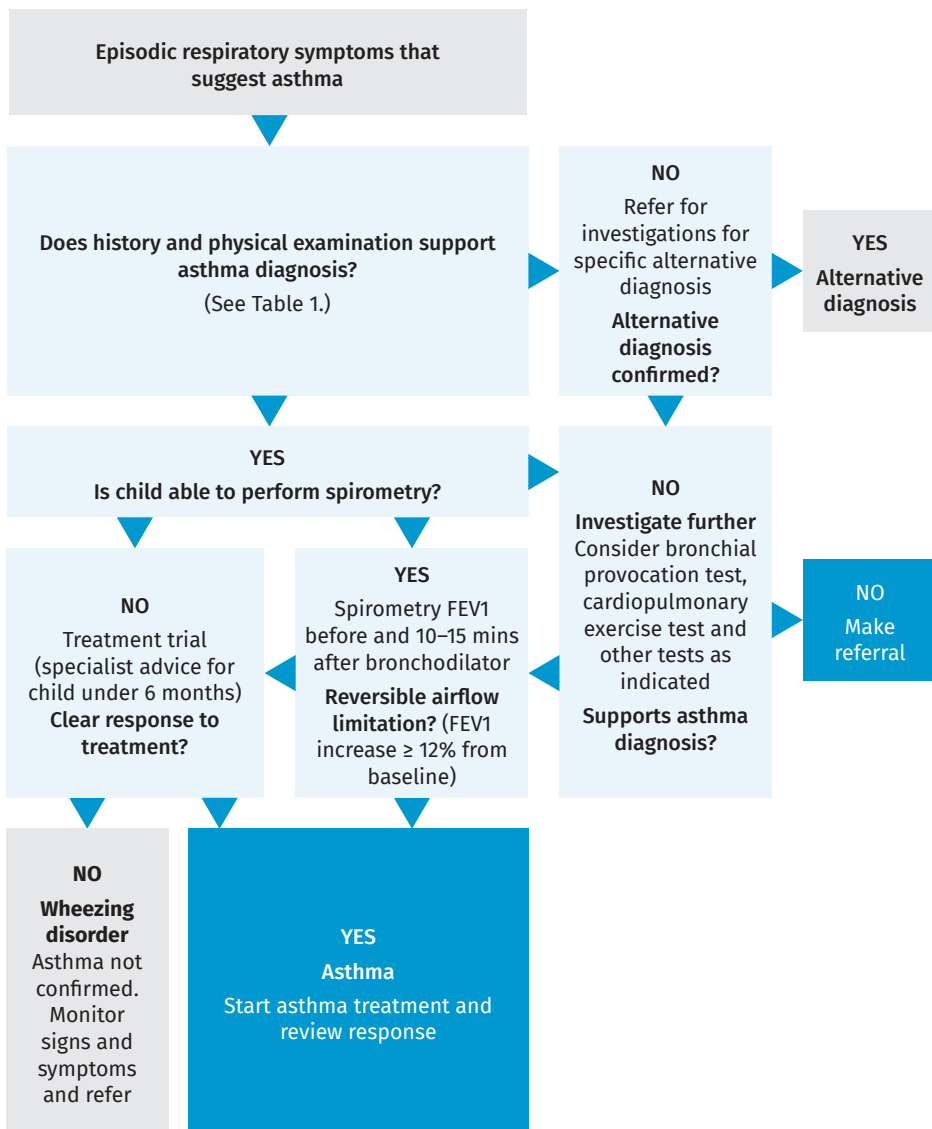 Episodic respiratory symptoms that
suggest asthma
Does history and physical examination support
asthma diagnosis?
(See Table 1.)
NO
Refer for
investigations for
specific alternative
diagnosis
Alternative
diagnosis
confirmed?
YES
Alternative
diagnosis
YES
Is child able to perform spirometry?
NO
Treatment trial
(specialist advice for
child under 6 months)
Clear response to
treatment?
YES
Spirometry FEV1
before and 10–15 mins
after bronchodilator
Reversible airflow
limitation? (FEV1
increase ≥ 12% from
baseline)
NO
Investigate further
Consider bronchial
provocation test,
cardiopulmonary
exercise test and
other tests as
indicated
Supports asthma
diagnosis?
NO
Make
referral
NO
Wheezing
disorder
Asthma not
confirmed.
Monitor
signs and
symptoms
and refer
YES
Asthma
Start asthma treatment and
review response